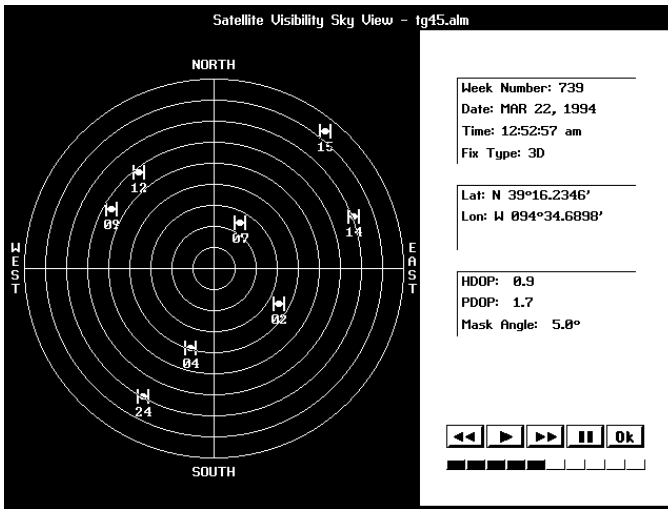 Satellite Visibility Sky View - tg45.alm
NORTH
15
12
09
07
14
WEST
EAST
02
04
24
SOUTH
Week Number: 739
Date: MAR 22, 1994
Time: 12:52:57 am
Fix Type: 3D
Lat: N 39°16.2346'
Lon: W 094°34.6898'
HDOP: 0.9
PDOP: 1.7
Mask Angle: 5.0°
Ok